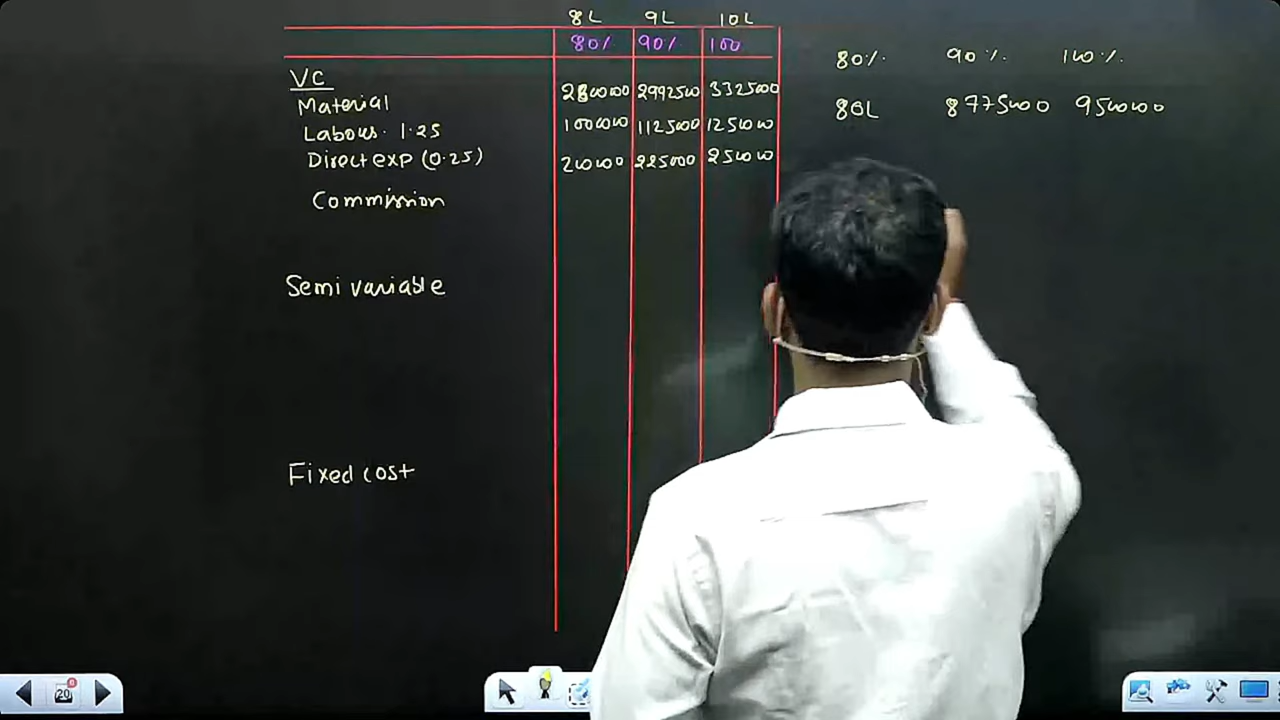 8L 9L 10L
80% 90% 100
VC
Material 2800000 2992500 3325000
Labour. 1.25 1000000 1125000 1250000
Direct exp (0.25) 200000 225000 250000
Commission
Semi variable
Fixed cost
80% 90% 100%
80L 8775000 9500000
20